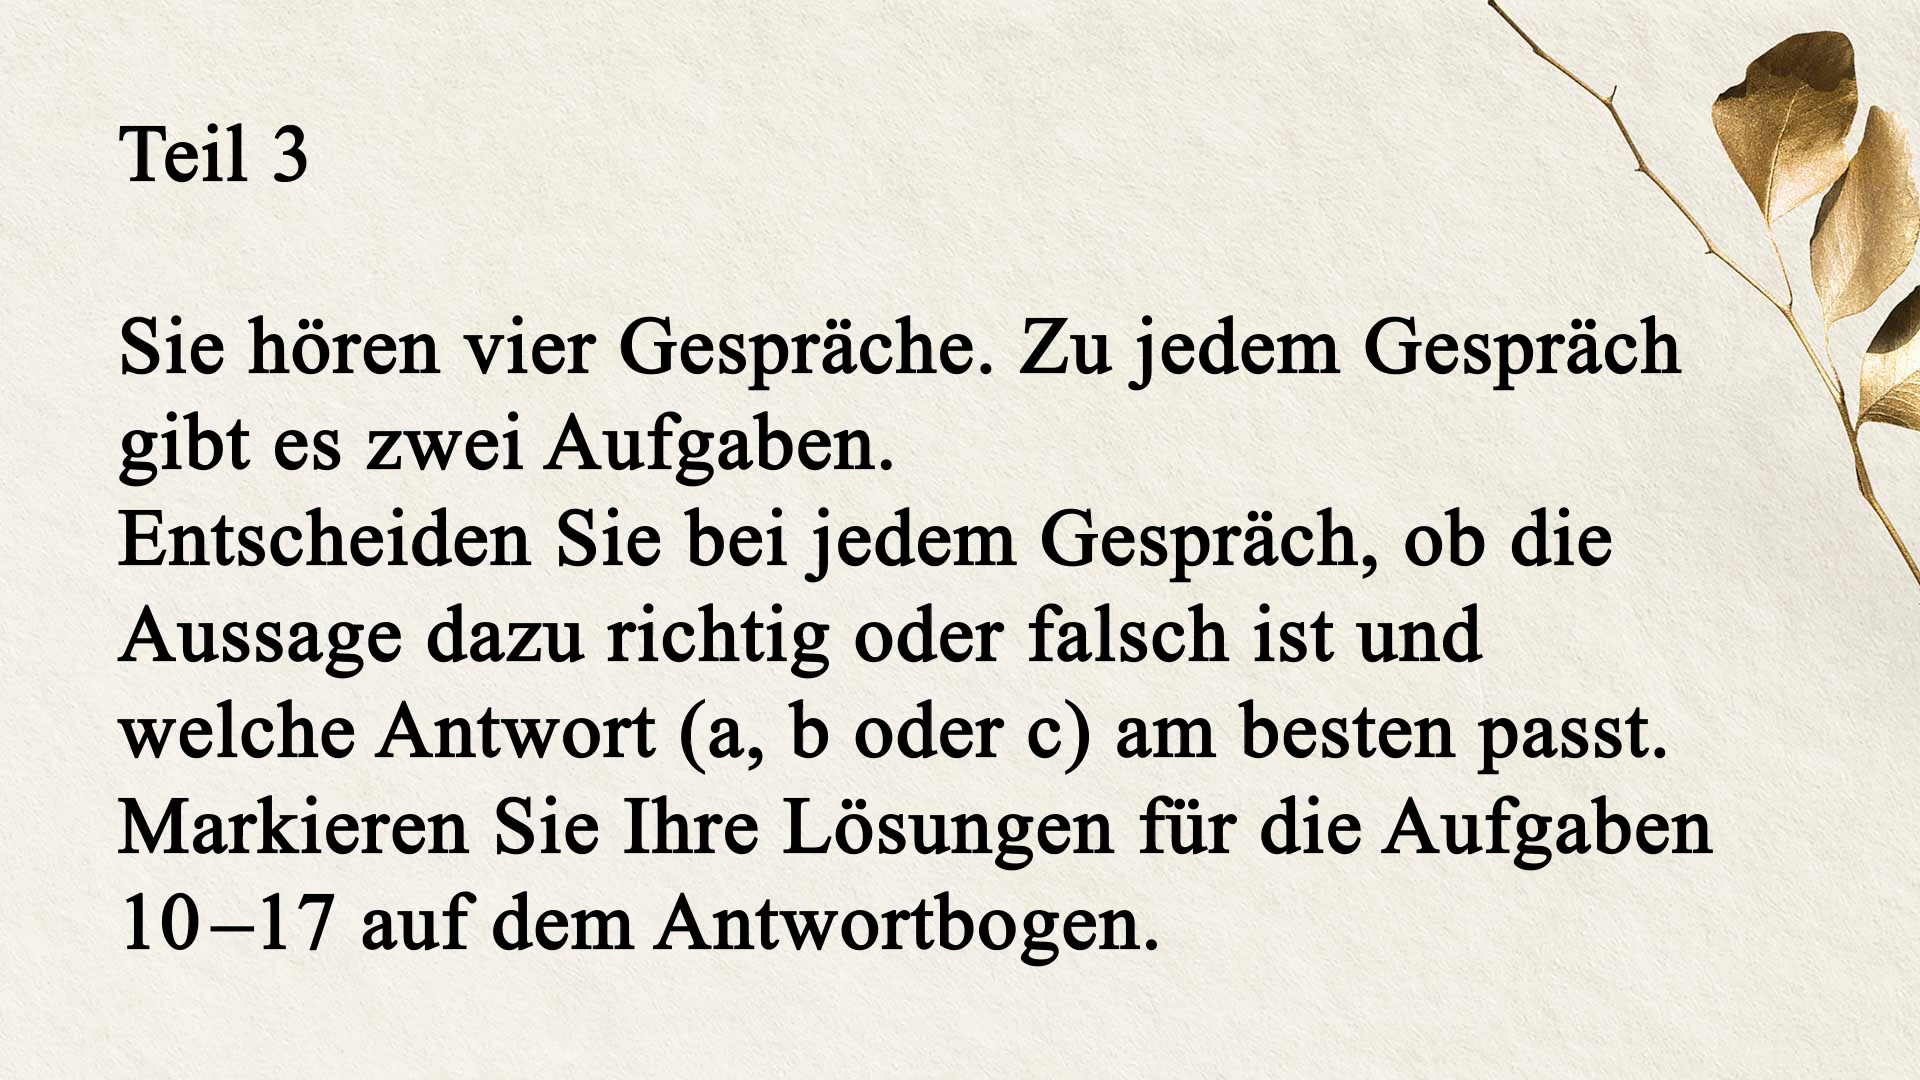 Teil 3
Sie hören vier Gespräche. Zu jedem Gespräch
gibt es zwei Aufgaben.
Entscheiden Sie bei jedem Gespräch, ob die
Aussage dazu richtig oder falsch ist und
welche Antwort (a, b oder c) am besten passt.
Markieren Sie Ihre Lösungen für die Aufgaben
10–17 auf dem Antwortbogen.